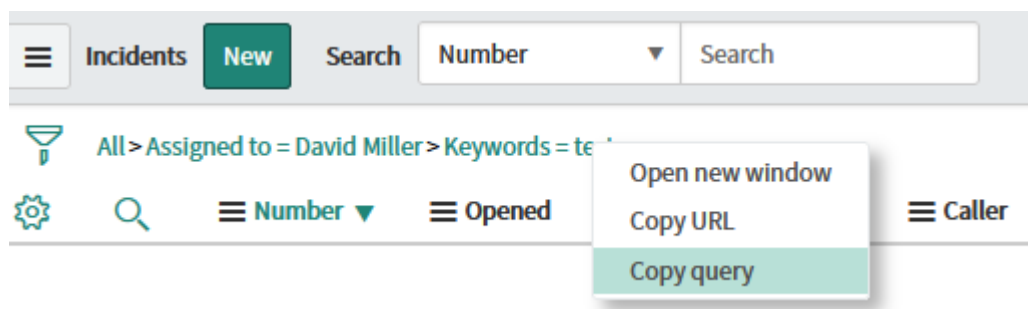 Incidents New Search Number Search
All > Assigned to = David Miller > Keywords =
Open new window
Number Opened Caller
Copy URL
Copy query